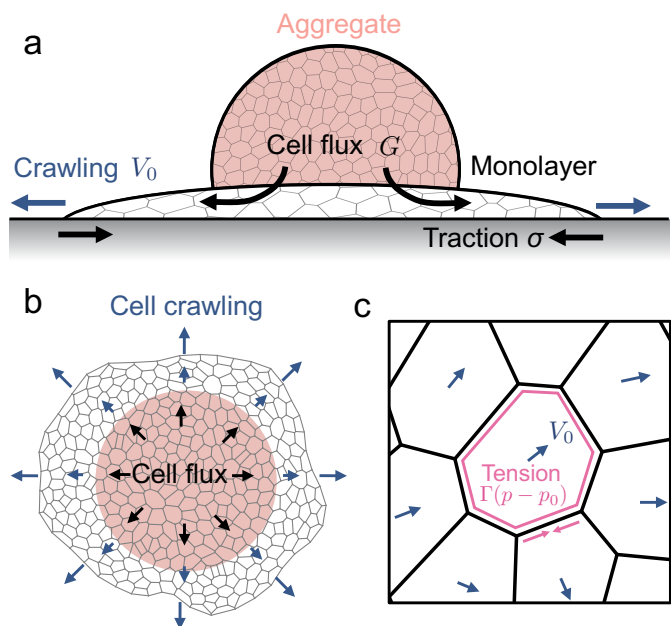 a
Aggregate
Cell flux G
Crawling V₀
Monolayer
Traction σ
b
Cell crawling
Cell flux
c
V₀
Tension
Γ(p − p₀)